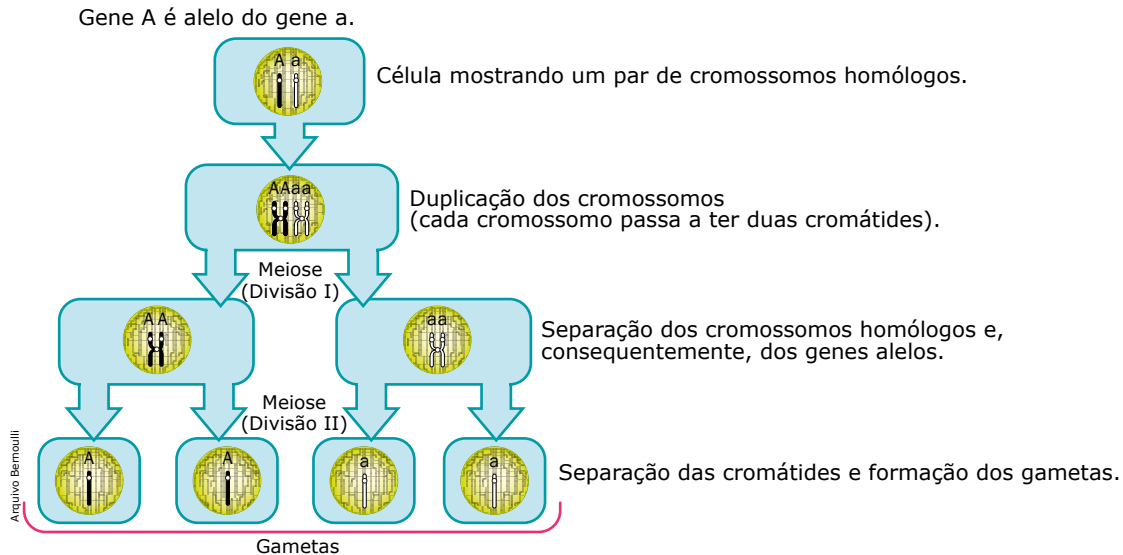 Gene A é alelo do gene a.
A a
Célula mostrando um par de cromossomos homólogos.
AAaa
Duplicação dos cromossomos
(cada cromossomo passa a ter duas cromátides).
Meiose
(Divisão I)
A A
aa
Separação dos cromossomos homólogos e,
consequentemente, dos genes alelos.
Meiose
(Divisão II)
A
A
a
a
Separação das cromátides e formação dos gametas.
Gametas
Arquivo Bernoulli